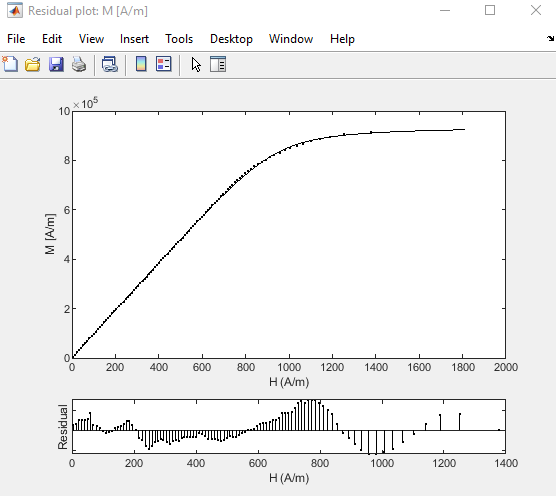 Residual plot: M [A/m]
File Edit View Insert Tools Desktop Window Help
×10⁵
10
8
6
4
2
0
M [A/m]
0 200 400 600 800 1000 1200 1400 1600 1800 2000
H (A/m)
Residual
0 200 400 600 800 1000 1200 1400
H (A/m)